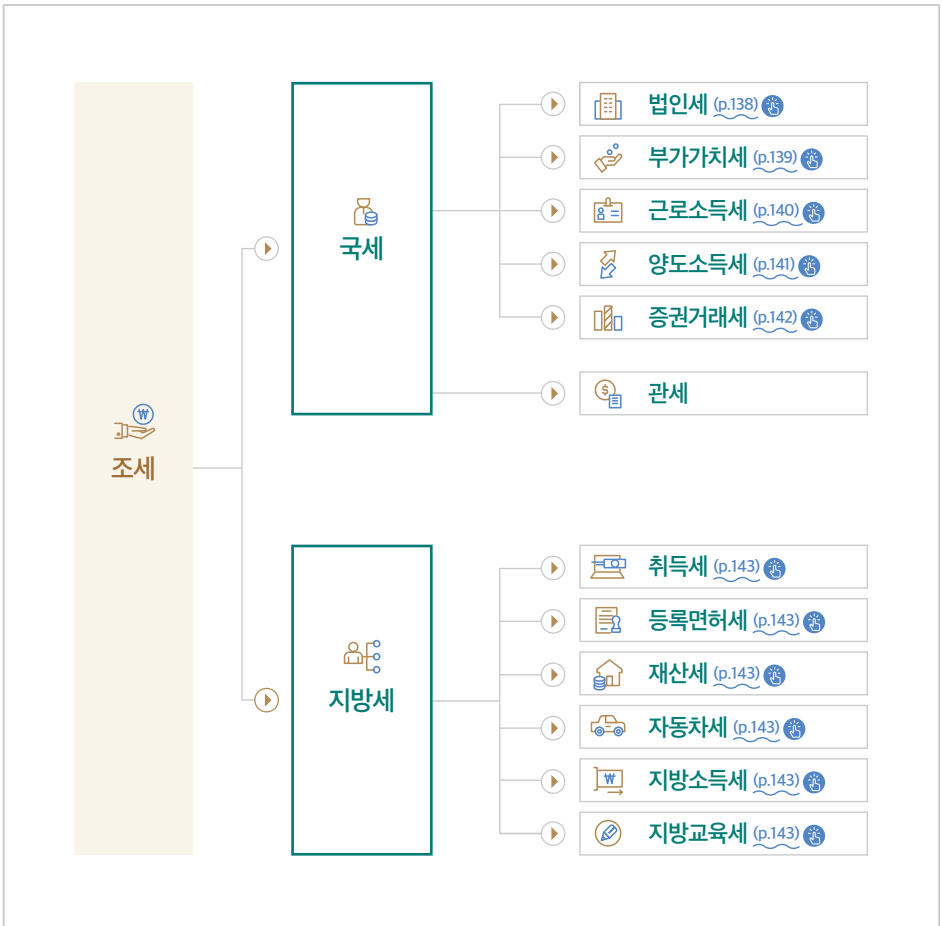 조세
국세
법인세 (p.138)
부가가치세 (p.139)
근로소득세 (p.140)
양도소득세 (p.141)
증권거래세 (p.142)
관세
지방세
취득세 (p.143)
등록면허세 (p.143)
재산세 (p.143)
자동차세 (p.143)
지방소득세 (p.143)
지방교육세 (p.143)